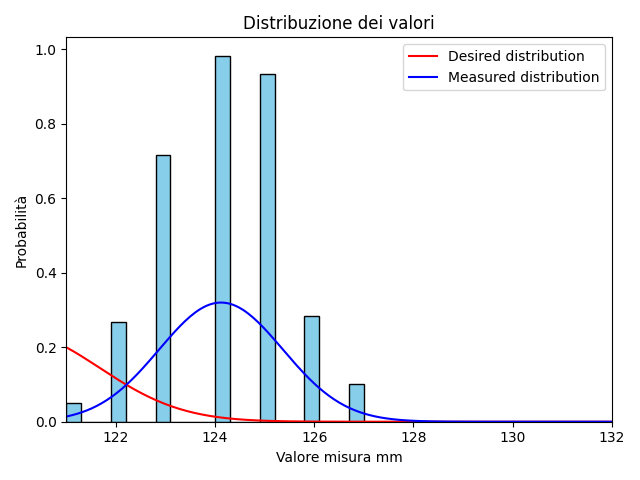 Distribuzione dei valori
Desired distribution
Measured distribution
Probabilità
1.0
0.8
0.6
0.4
0.2
0.0
122 124 126 128 130 132
Valore misura mm